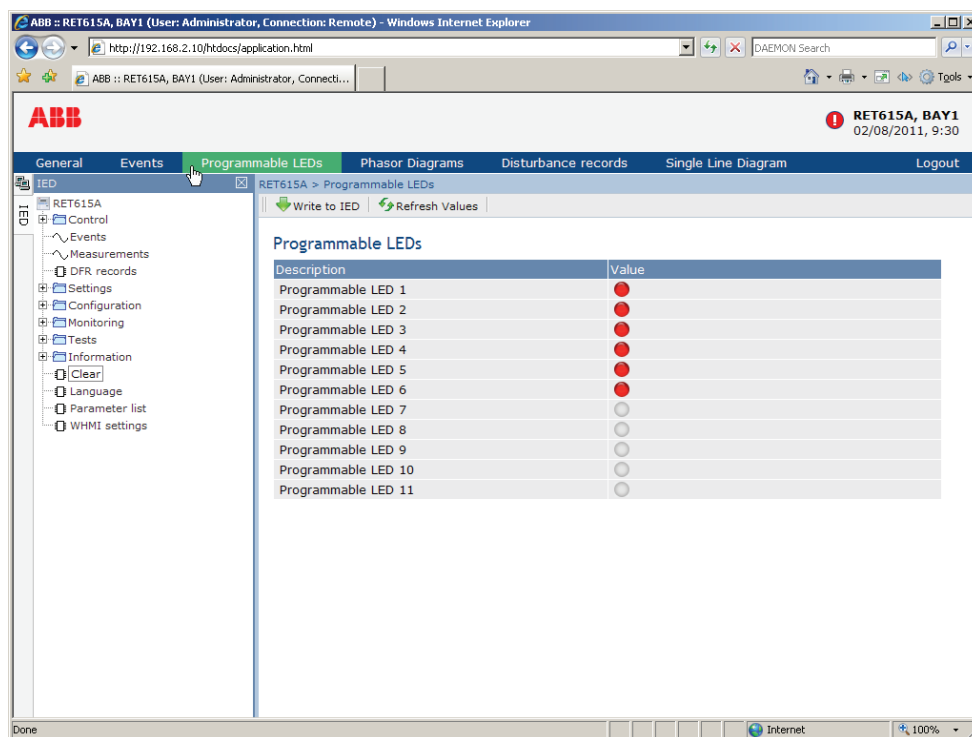 ABB :: RET615A, BAY1 (User: Administrator, Connection: Remote) - Windows Internet Explorer
http://192.168.2.10/htdocs/application.html
DAEMON Search
ABB :: RET615A, BAY1 (User: Administrator, Connecti...
Tools
ABB
RET615A, BAY1
02/08/2011, 9:30
General Events Programmable LEDs Phasor Diagrams Disturbance records Single Line Diagram Logout
IED
IED
RET615A
Control
Events
Measurements
DFR records
Settings
Configuration
Monitoring
Tests
Information
Clear
Language
Parameter list
WHMI settings
RET615A > Programmable LEDs
Write to IED Refresh Values
Programmable LEDs
Description Value
Programmable LED 1
Programmable LED 2
Programmable LED 3
Programmable LED 4
Programmable LED 5
Programmable LED 6
Programmable LED 7
Programmable LED 8
Programmable LED 9
Programmable LED 10
Programmable LED 11
Done Internet 100%